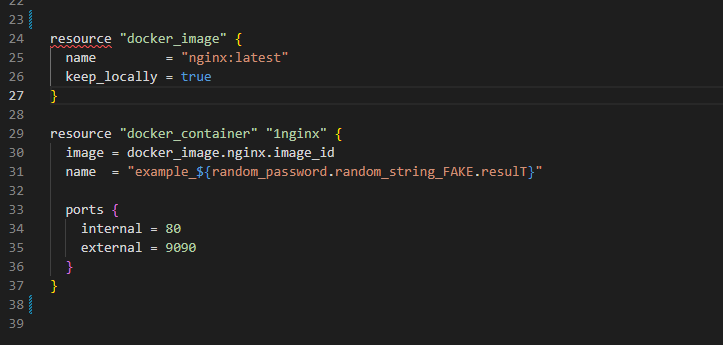 22
23
24 resource "docker_image" {
25   name         = "nginx:latest"
26   keep_locally = true
27 }
28
29 resource "docker_container" "1nginx" {
30   image = docker_image.nginx.image_id
31   name  = "example_${random_password.random_string_FAKE.resulT}"
32
33   ports {
34     internal = 80
35     external = 9090
36   }
37 }
38
39